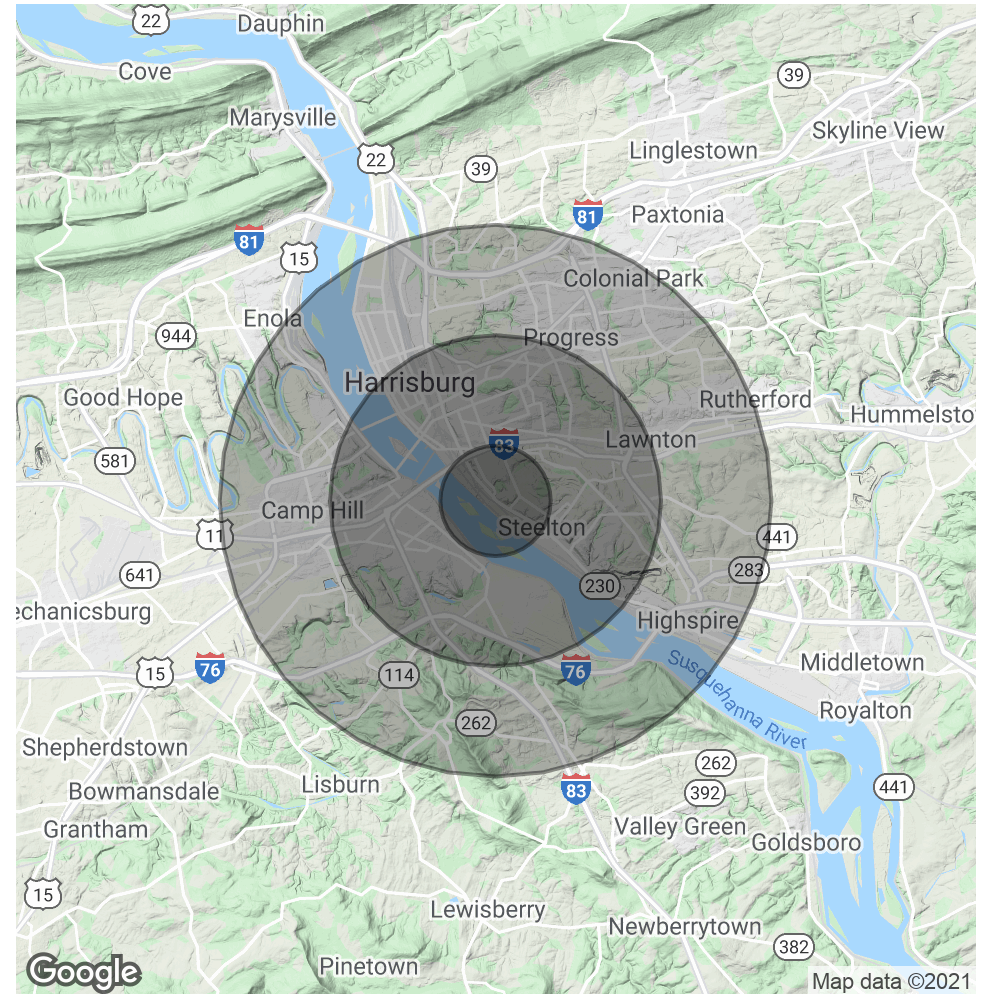 22
Dauphin
Cove
39
Marysville
Skyline View
22
Linglestown
39
Paxtonia
81
81
15
Colonial Park
Enola
944
Progress
Harrisburg
Good Hope
Rutherford
Hummelsto
Lawnton
83
581
Camp Hill
Steelton
11
441
283
641
230
echanicsburg
Highspire
76
15
114
76
Middletown
Susquehanna River
Royalton
262
Shepherdstown
262
Bowmansdale
Lisburn
83
392
441
Grantham
Valley Green
Goldsboro
15
Lewisberry
Newberrytown
382
Pinetown
Google
Map data ©2021